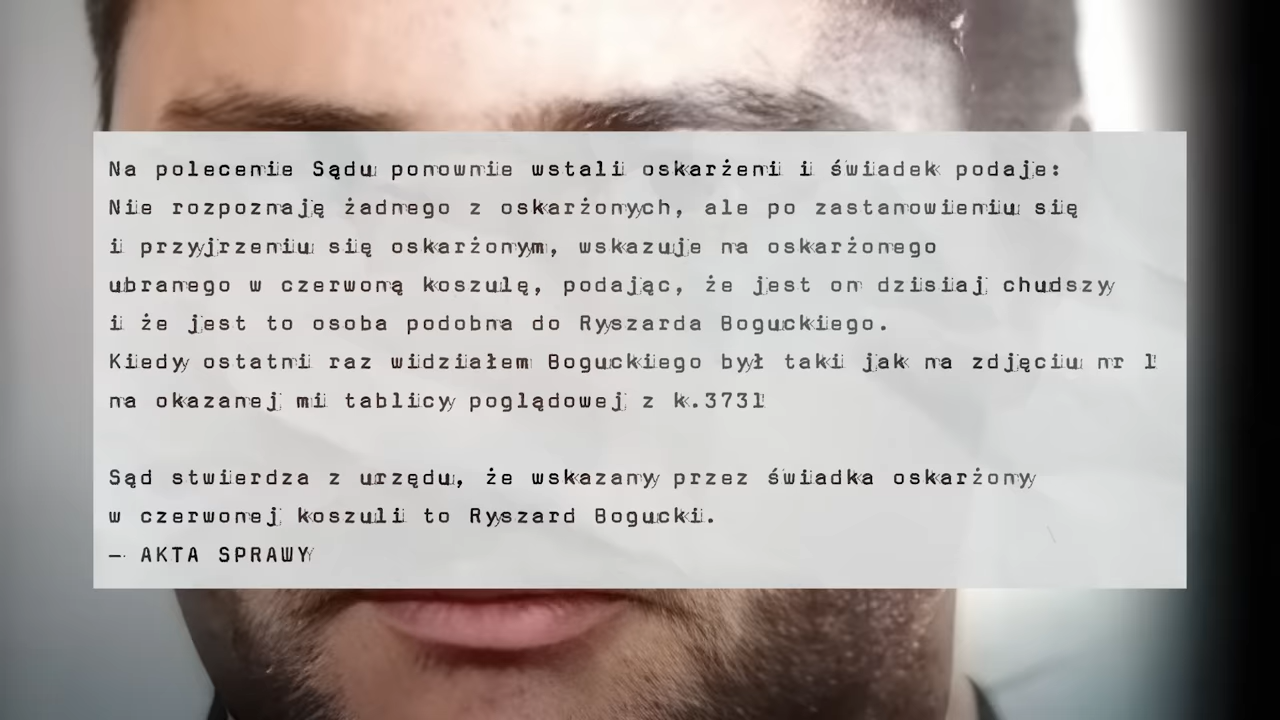 Na polecenie Sądu ponownie wstali oskarżeni i świadek podaje:
Nie rozpoznaję żadnego z oskarżonych, ale po zastanowieniu się
i przyjrzeniu się oskarżonym, wskazuje na oskarżonego
ubranego w czerwoną koszulę, podając, że jest on dzisiaj chudszy
i że jest to osoba podobna do Ryszarda Boguckiego.
Kiedy ostatni raz widziałem Boguckiego był taki jak na zdjęciu nr 1
na okazanej mi tablicy poglądowej z k.3731
Sąd stwierdza z urzędu, że wskazany przez świadka oskarżony
w czerwonej koszuli to Ryszard Bogucki.
— AKTA SPRAWY